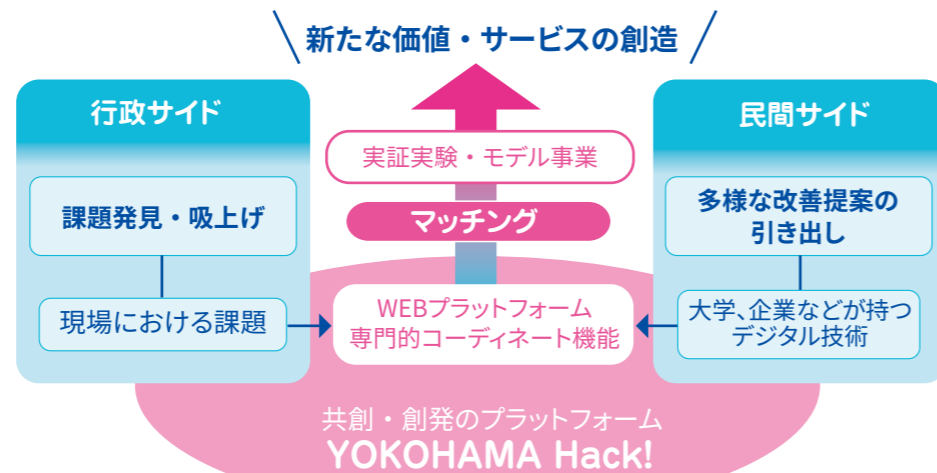 新たな価値・サービスの創造
行政サイド
課題発見・吸上げ
現場における課題
実証実験・モデル事業
マッチング
WEBプラットフォーム
専門的コーディネート機能
民間サイド
多様な改善提案の
引き出し
大学、企業などが持つ
デジタル技術
共創・創発のプラットフォーム
YOKOHAMA Hack!